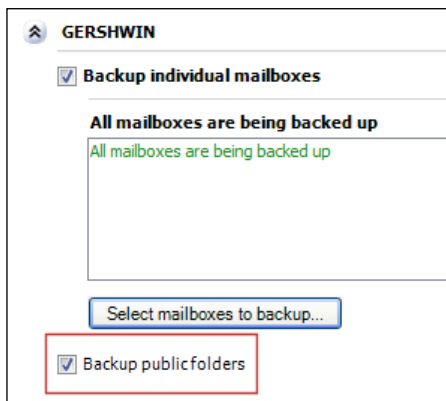 GERSHWIN
Backup individual mailboxes
All mailboxes are being backed up
All mailboxes are being backed up
Select mailboxes to backup...
Backup public folders